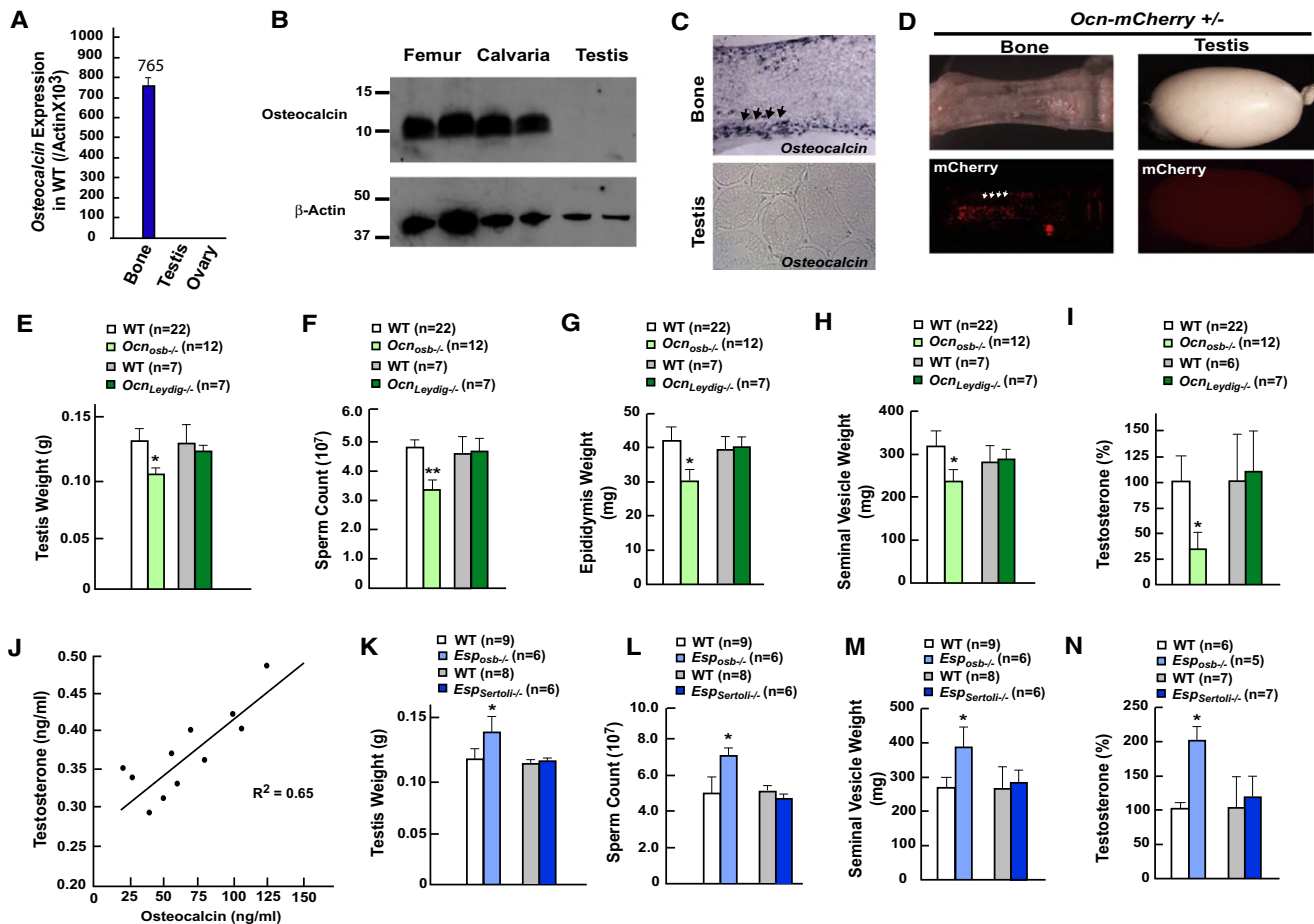 A
Osteocalcin Expression
in WT (/ActinX10³)
1000
900
800
700
600
500
400
300
200
100
0
765
Bone
Testis
Ovary
B
Femur
Calvaria
Testis
Osteocalcin
15
10
β-Actin
50
37
C
Bone
Osteocalcin
Testis
Osteocalcin
D
Ocn-mCherry +/-
Bone
Testis
mCherry
mCherry
E
WT (n=22)
Ocnosb-/- (n=12)
WT (n=7)
OcnLeydig-/- (n=7)
Testis Weight (g)
0.15
0.10
0.05
0
*
F
WT (n=22)
Ocnosb-/- (n=12)
WT (n=7)
OcnLeydig-/- (n=7)
Sperm Count (10⁷)
6.0
5.0
4.0
3.0
2.0
1.0
0
**
G
WT (n=22)
Ocnosb-/- (n=12)
WT (n=7)
OcnLeydig-/- (n=7)
Epididymis Weight
(mg)
50
40
30
20
10
0
*
H
WT (n=22)
Ocnosb-/- (n=12)
WT (n=7)
OcnLeydig-/- (n=7)
Seminal Vesicle Weight
(mg)
400
300
200
100
0
*
I
WT (n=22)
Ocnosb-/- (n=12)
WT (n=6)
OcnLeydig-/- (n=7)
Testosterone (%)
150
125
100
75
50
25
0
*
J
Testosterone (ng/ml)
0.50
0.45
0.40
0.35
0.30
0.20
R² = 0.65
25
50
75
100
125
150
Osteocalcin (ng/ml)
K
WT (n=9)
Esposb-/- (n=6)
WT (n=8)
EspSertoli-/- (n=6)
Testis Weight (g)
0.15
0.10
0.05
0
*
L
WT (n=9)
Esposb-/- (n=6)
WT (n=8)
EspSertoli-/- (n=6)
Sperm Count (10⁷)
8.0
6.0
4.0
2.0
0
*
M
WT (n=9)
Esposb-/- (n=6)
WT (n=8)
EspSertoli-/- (n=6)
Seminal Vesicle Weight
(mg)
500
400
300
200
100
0
*
N
WT (n=6)
Esposb-/- (n=5)
WT (n=7)
EspSertoli-/- (n=7)
Testosterone (%)
250
200
150
100
50
0
*